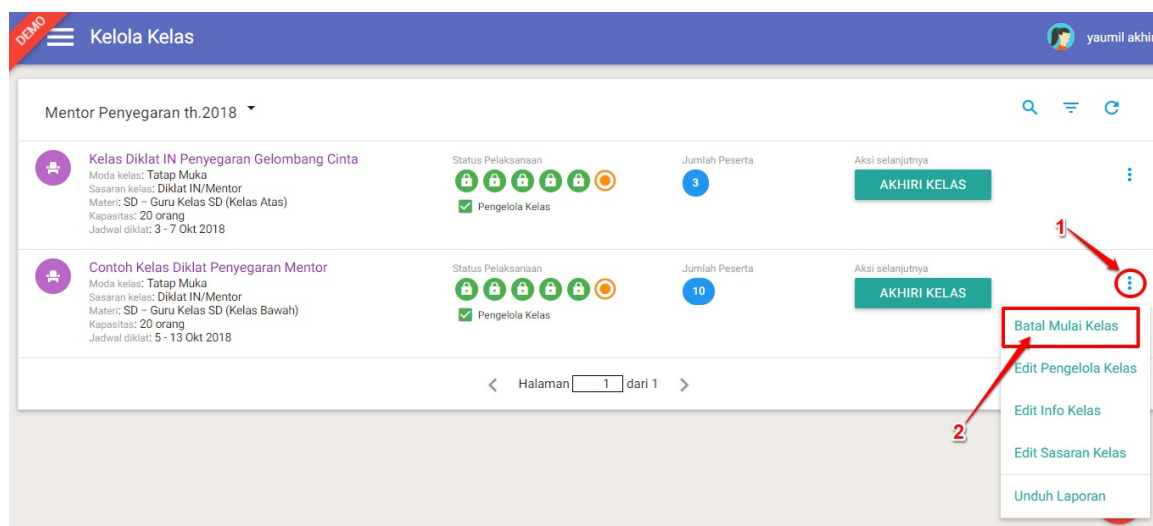 DEMO
Kelola Kelas
yaumil akhir
Mentor Penyegaran th.2018
Kelas Diklat IN Penyegaran Gelombang Cinta
Moda kelas: Tatap Muka
Sasaran kelas: Diklat IN/Mentor
Materi: SD – Guru Kelas SD (Kelas Atas)
Kapasitas: 20 orang
Jadwal diklat: 3 - 7 Okt 2018
Status Pelaksanaan
Pengelola Kelas
Jumlah Peserta
3
Aksi selanjutnya
AKHIRI KELAS
1
Contoh Kelas Diklat Penyegaran Mentor
Moda kelas: Tatap Muka
Sasaran kelas: Diklat IN/Mentor
Materi: SD – Guru Kelas SD (Kelas Bawah)
Kapasitas: 20 orang
Jadwal diklat: 5 - 13 Okt 2018
Status Pelaksanaan
Pengelola Kelas
Jumlah Peserta
10
Aksi selanjutnya
AKHIRI KELAS
Batal Mulai Kelas
Edit Pengelola Kelas
Edit Info Kelas
Edit Sasaran Kelas
Unduh Laporan
2
Halaman 1 dari 1